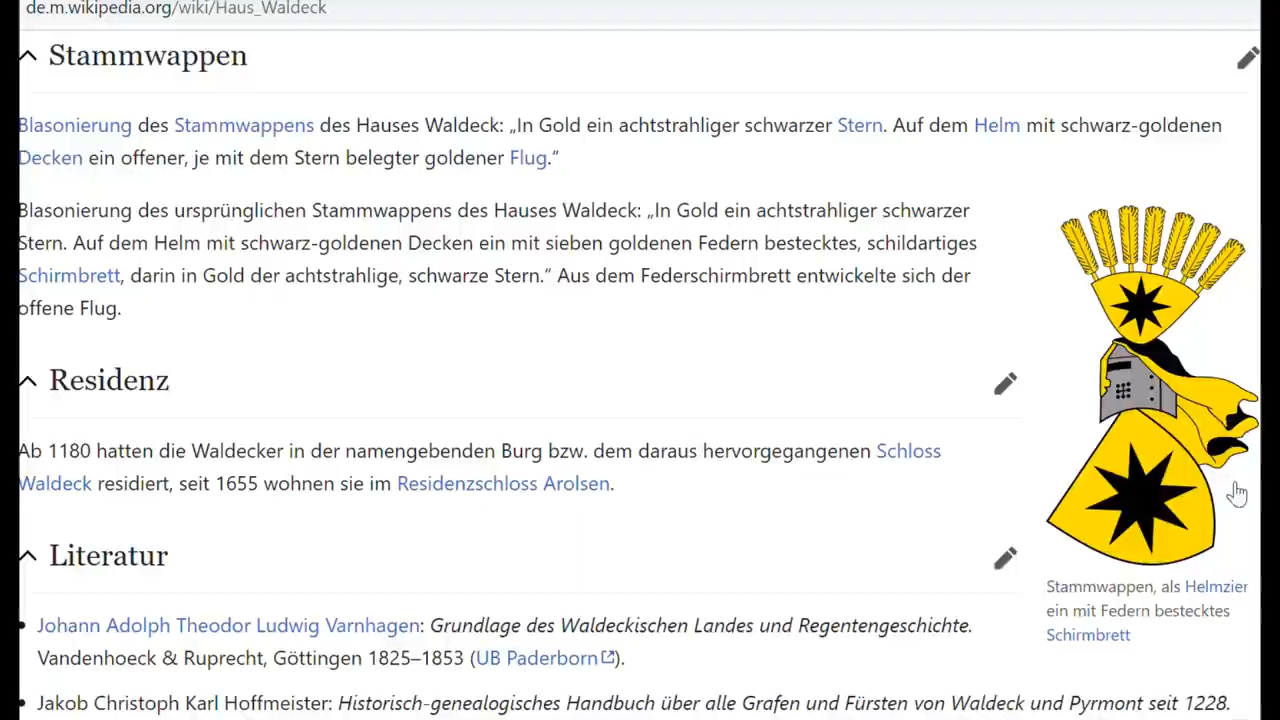 de.m.wikipedia.org/wiki/Haus_Waldeck
Stammwappen
Blasonierung des Stammwappens des Hauses Waldeck: „In Gold ein achtstrahliger schwarzer Stern. Auf dem Helm mit schwarz-goldenen
Decken ein offener, je mit dem Stern belegter goldener Flug.“
Blasonierung des ursprünglichen Stammwappens des Hauses Waldeck: „In Gold ein achtstrahliger schwarzer
Stern. Auf dem Helm mit schwarz-goldenen Decken ein mit sieben goldenen Federn bestecktes, schildartiges
Schirmbrett, darin in Gold der achtstrahlige, schwarze Stern.“ Aus dem Federschirmbrett entwickelte sich der
offene Flug.
Residenz
Ab 1180 hatten die Waldecker in der namengebenden Burg bzw. dem daraus hervorgegangenen Schloss
Waldeck residiert, seit 1655 wohnen sie im Residenzschloss Arolsen.
Literatur
Stammwappen, als Helmzier
ein mit Federn bestecktes
Schirmbrett
• Johann Adolph Theodor Ludwig Varnhagen: Grundlage des Waldeckischen Landes und Regentengeschichte.
Vandenhoeck & Ruprecht, Göttingen 1825–1853 (UB Paderborn).
• Jakob Christoph Karl Hoffmeister: Historisch-genealogisches Handbuch über alle Grafen und Fürsten von Waldeck und Pyrmont seit 1228.